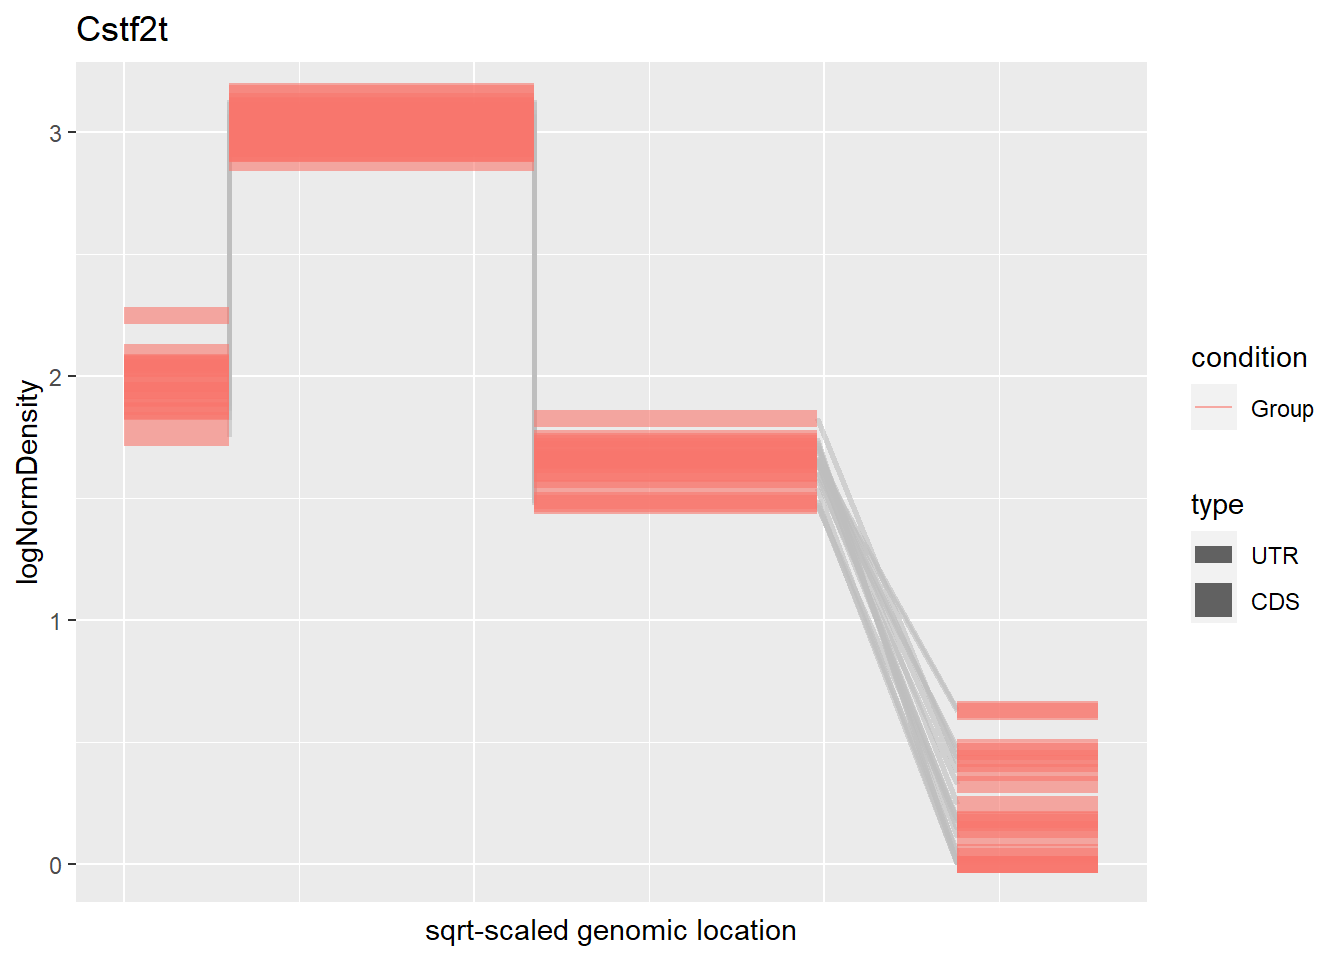 Cstf2t
3
2
1
0
logNormDensity
sqrt-scaled genomic location
condition
Group
type
UTR
CDS